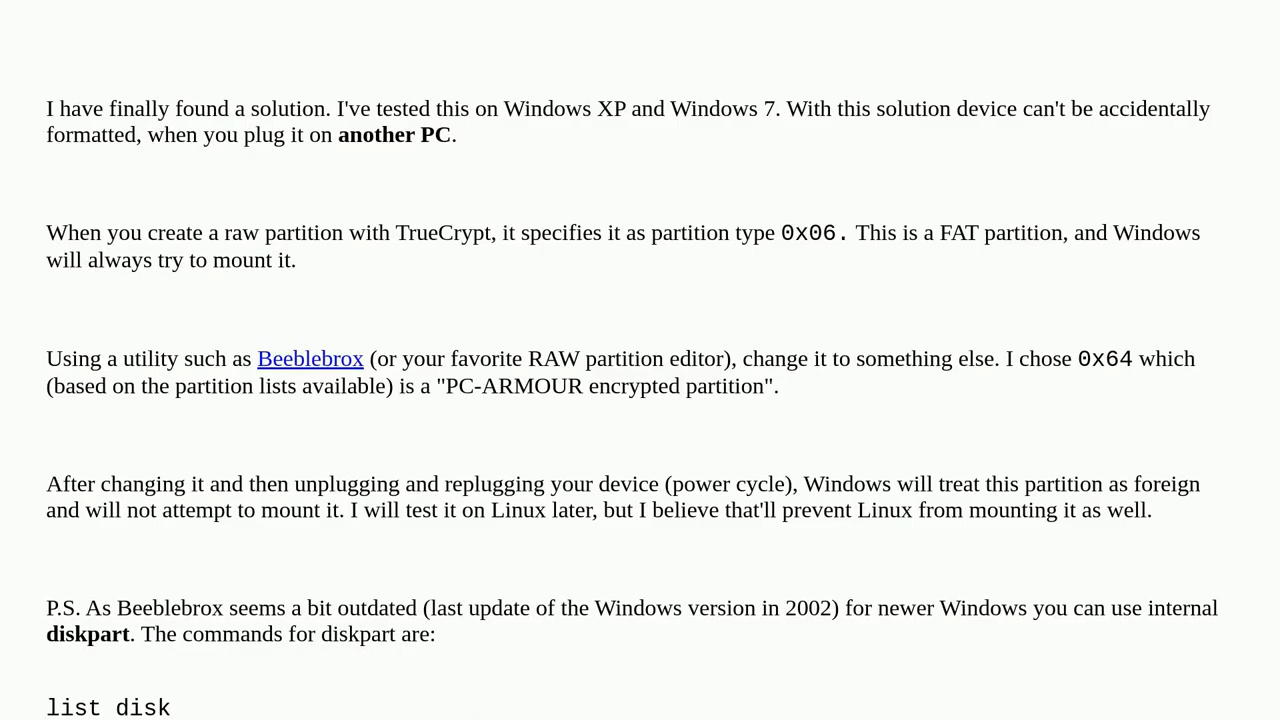 I have finally found a solution. I've tested this on Windows XP and Windows 7. With this solution device can't be accidentally
formatted, when you plug it on another PC.
When you create a raw partition with TrueCrypt, it specifies it as partition type 0x06. This is a FAT partition, and Windows
will always try to mount it.
Using a utility such as Beeblebrox (or your favorite RAW partition editor), change it to something else. I chose 0x64 which
(based on the partition lists available) is a "PC-ARMOUR encrypted partition".
After changing it and then unplugging and replugging your device (power cycle), Windows will treat this partition as foreign
and will not attempt to mount it. I will test it on Linux later, but I believe that'll prevent Linux from mounting it as well.
P.S. As Beeblebrox seems a bit outdated (last update of the Windows version in 2002) for newer Windows you can use internal
diskpart. The commands for diskpart are:
list disk